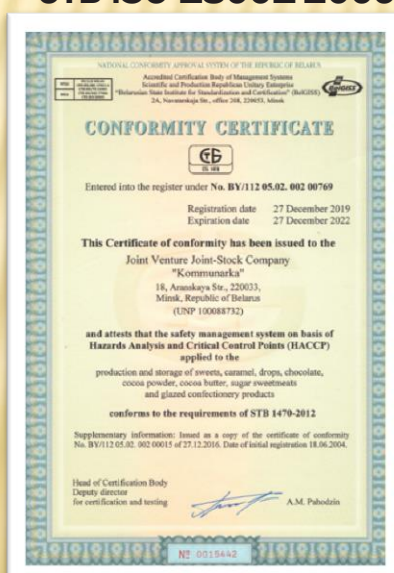 NATIONAL CONFORMITY APPROVAL SYSTEM OF THE REPUBLIC OF BELARUS
Accredited Certification Body of Management Systems
Scientific and Production Republican Unitary Enterprise
"Belarusian State Institute for Standardization and Certification" (BelGISS)
2A, Novatorskaja Str., office 208, 220053, Minsk
BelGISS
CONFORMITY CERTIFICATE
Entered into the register under No. BY/112 05.02. 002 00769
Registration date 27 December 2019
Expiration date 27 December 2022
This Certificate of conformity has been issued to the
Joint Venture Joint-Stock Company
"Kommunarka"
18, Aranskaya Str., 220033,
Minsk, Republic of Belarus
(UNP 100088732)
and attests that the safety management system on basis of
Hazards Analysis and Critical Control Points (HACCP)
applied to the
production and storage of sweets, caramel, drops, chocolate,
cocoa powder, cocoa butter, sugar sweetmeats
and glazed confectionery products
conforms to the requirements of STB 1470-2012
Supplementary information: Issued as a copy of the certificate of conformity
No. BY/112 05.02. 002 00015 of 27.12.2016. Date of initial registration 18.06.2004.
Head of Certification Body
Deputy director
for certification and testing A.M. Pahodzin
№ 0015442